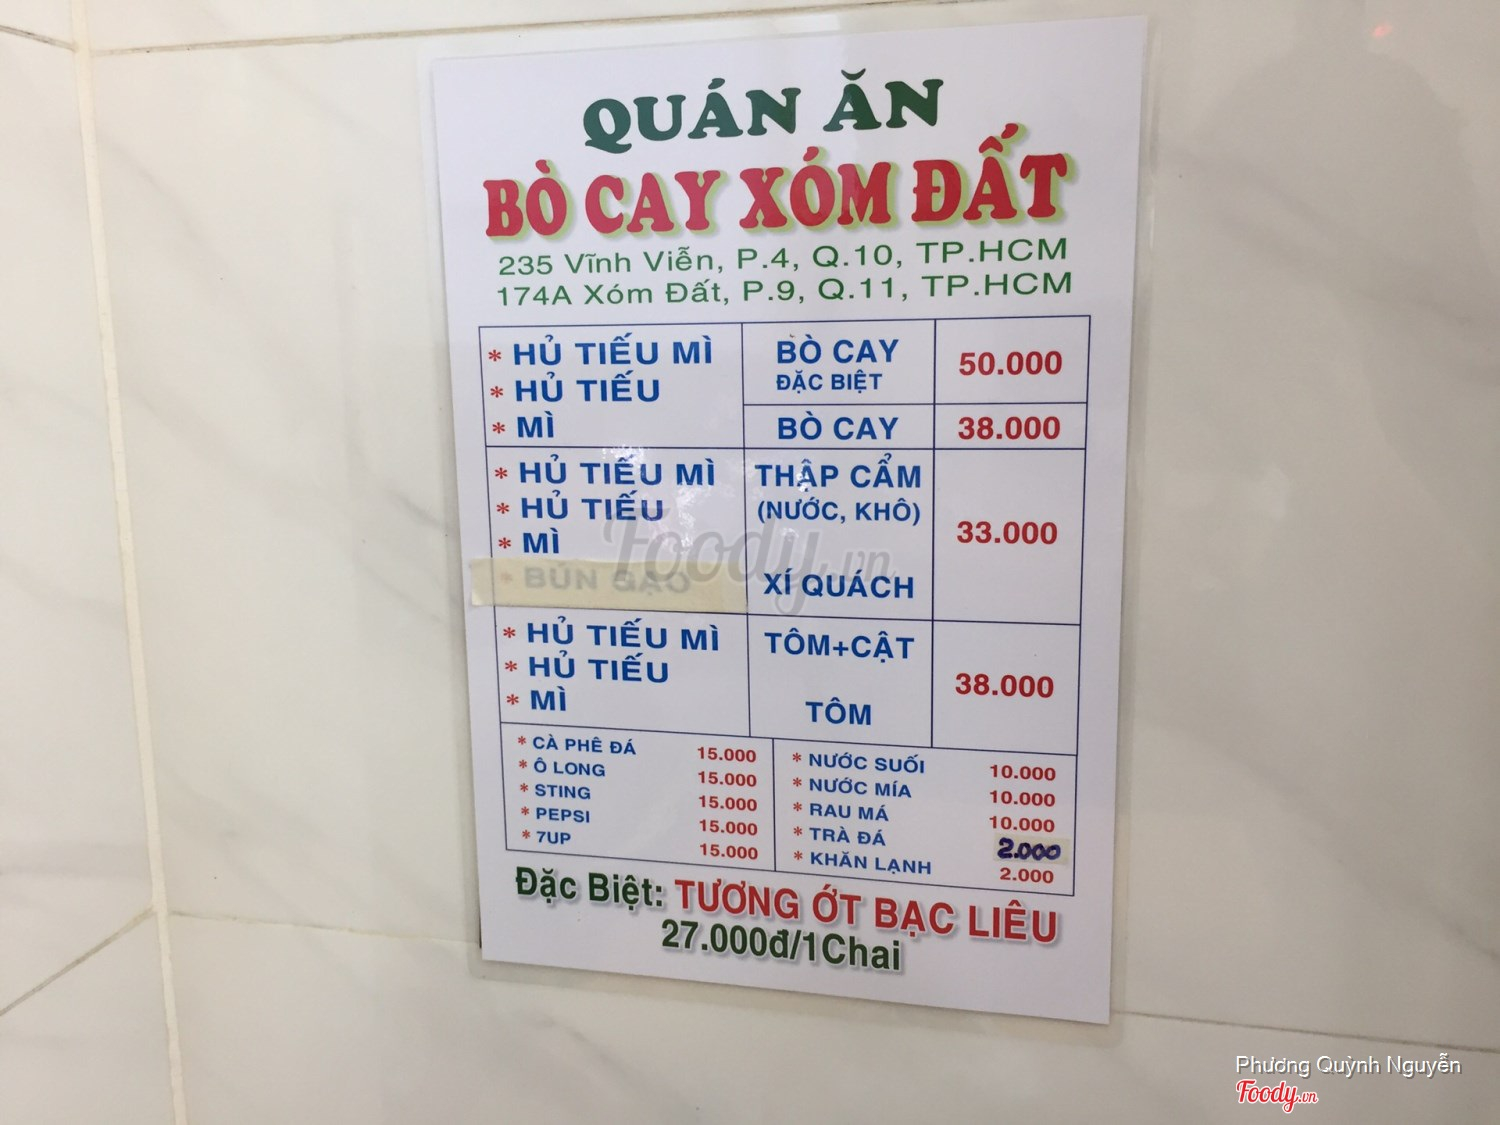 QUÁN ĂN
BÒ CAY XÓM ĐẤT
235 Vĩnh Viễn, P.4, Q.10, TP.HCM
174A Xóm Đất, P.9, Q.11, TP.HCM
* HỦ TIẾU MÌ
* HỦ TIẾU
* MÌ
BÒ CAY
ĐẶC BIỆT
50.000
BÒ CAY
38.000
* HỦ TIẾU MÌ
* HỦ TIẾU
* MÌ
* BÚN GẠO
THẬP CẨM
(NƯỚC, KHÔ)
XÍ QUÁCH
33.000
* HỦ TIẾU MÌ
* HỦ TIẾU
* MÌ
TÔM+CẬT
TÔM
38.000
* CÀ PHÊ ĐÁ 15.000
* Ô LONG 15.000
* STING 15.000
* PEPSI 15.000
* 7UP 15.000
* NƯỚC SUỐI 10.000
* NƯỚC MÍA 10.000
* RAU MÁ 10.000
* TRÀ ĐÁ 2.000
* KHĂN LẠNH 2.000
Đặc Biệt: TƯƠNG ỚT BẠC LIÊU
27.000đ/1Chai
Foody.vn
Phương Quỳnh Nguyễn
Foody.vn